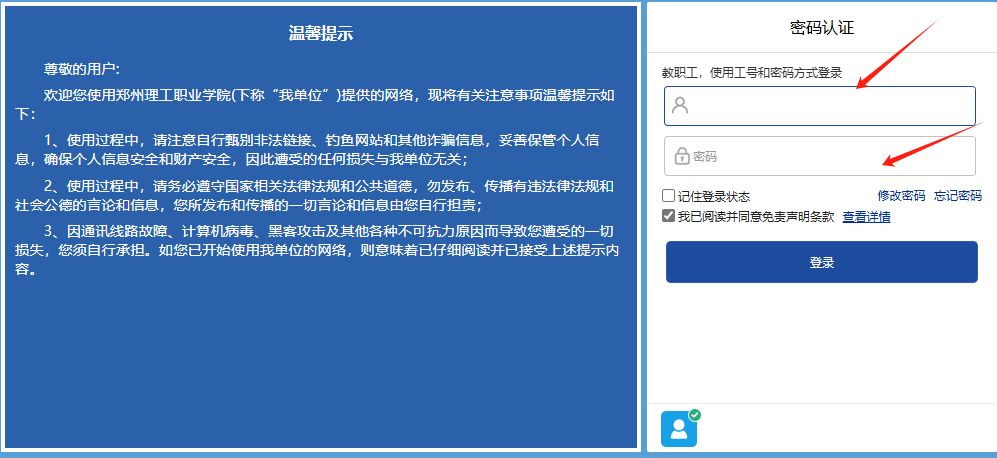 温馨提示
尊敬的用户:
欢迎您使用郑州理工职业学院(下称“我单位”)提供的网络，现将有关注意事项温馨提示如
下：
1、使用过程中，请注意自行甄别非法链接、钓鱼网站和其他诈骗信息，妥善保管个人信
息，确保个人信息安全和财产安全，因此遭受的任何损失与我单位无关；
2、使用过程中，请务必遵守国家相关法律法规和公共道德，勿发布、传播有违法律法规和
社会公德的言论和信息，您所发布和传播的一切言论和信息由您自行担责；
3、因通讯线路故障、计算机病毒、黑客攻击及其他各种不可抗力原因而导致您遭受的一切
损失，您须自行承担。如您已开始使用我单位的网络，则意味着已仔细阅读并已接受上述提示内
容。
密码认证
教职工，使用工号和密码方式登录
密码
记住登录状态 修改密码 忘记密码
我已阅读并同意免责声明条款 查看详情
登录